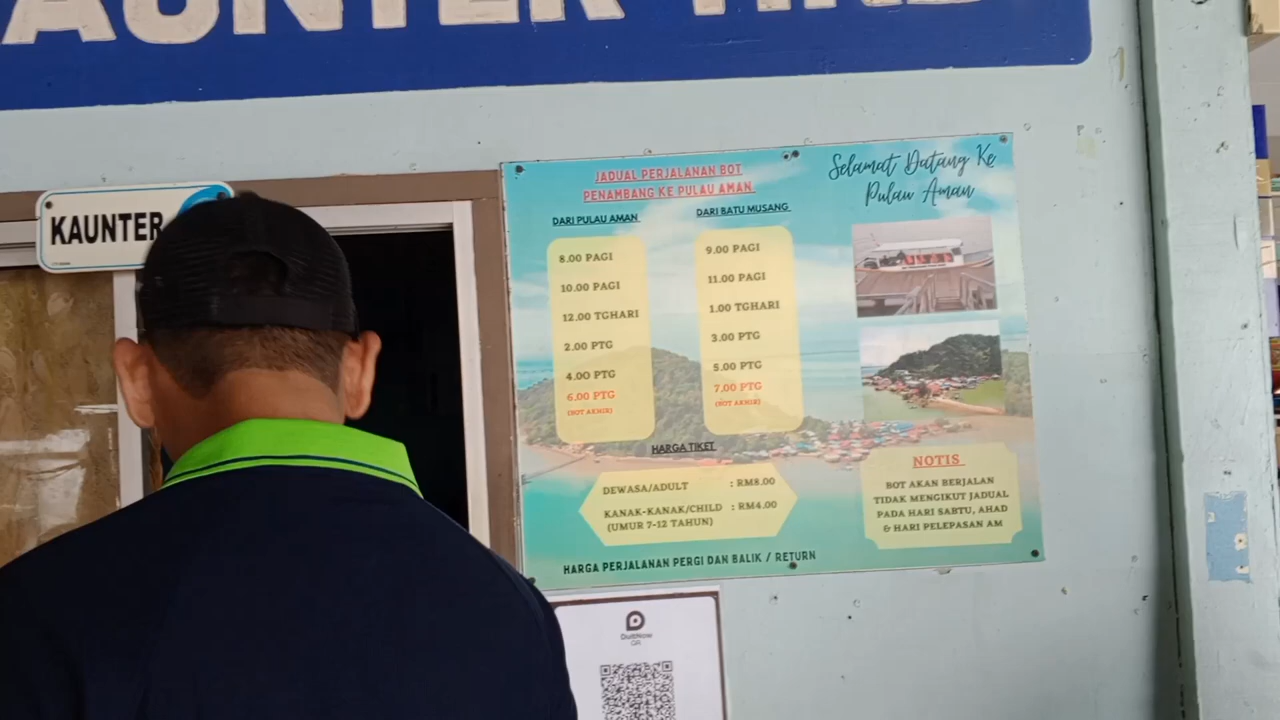 KAUNTER
KAUNTER
JADUAL PERJALANAN BOT
PENAMBANG KE PULAU AMAN
DARI PULAU AMAN
8.00 PAGI
10.00 PAGI
12.00 TGHARI
2.00 PTG
4.00 PTG
6.00 PTG
(BOT AKHIR)
DARI BATU MUSANG
9.00 PAGI
11.00 PAGI
1.00 TGHARI
3.00 PTG
5.00 PTG
7.00 PTG
(BOT AKHIR)
HARGA TIKET
DEWASA/ADULT : RM8.00
KANAK-KANAK/CHILD : RM4.00
(UMUR 7-12 TAHUN)
HARGA PERJALANAN PERGI DAN BALIK / RETURN
Selamat Datang Ke
Pulau Aman
NOTIS
BOT AKAN BERJALAN
TIDAK MENGIKUT JADUAL
PADA HARI SABTU, AHAD
& HARI PELEPASAN AM
DuitNow
QR